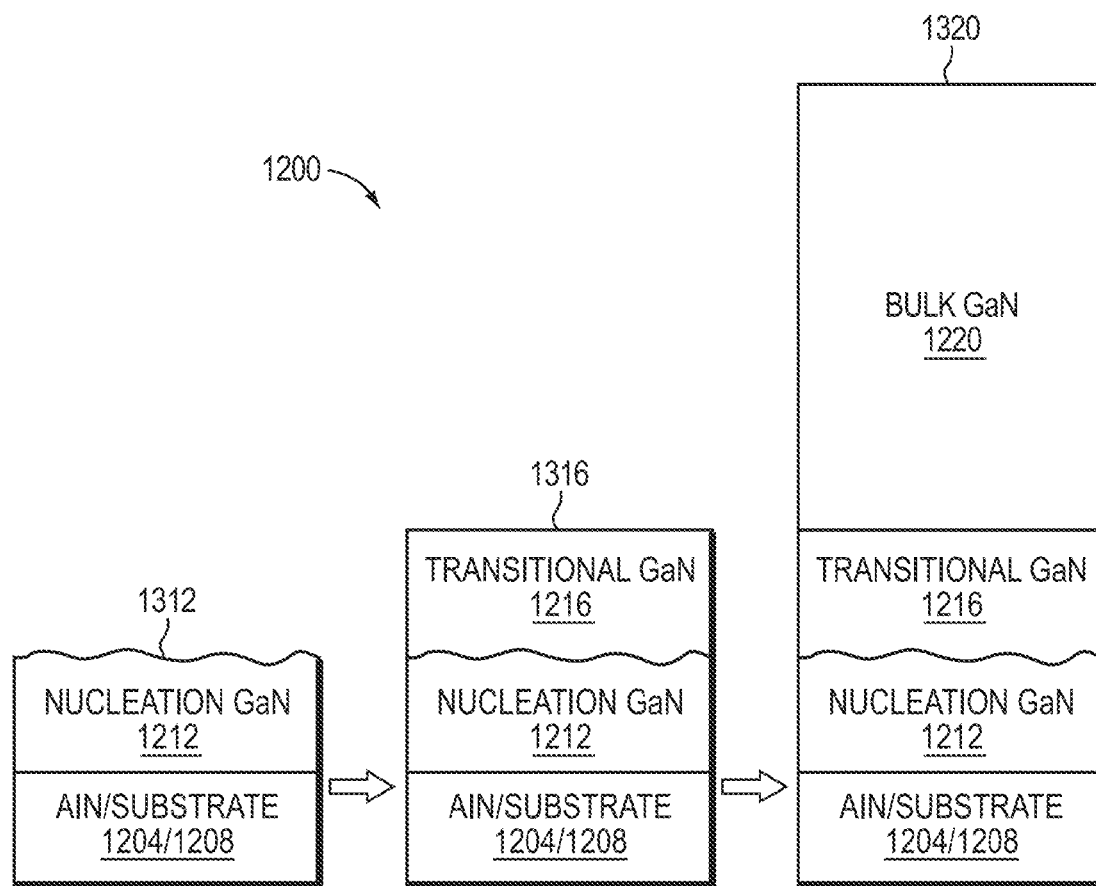 1320
1200
BULK GaN
1220
1316
TRANSITIONAL GaN
1216
TRANSITIONAL GaN
1216
1312
NUCLEATION GaN
1212
NUCLEATION GaN
1212
NUCLEATION GaN
1212
AlN/SUBSTRATE
1204/1208
AlN/SUBSTRATE
1204/1208
AlN/SUBSTRATE
1204/1208